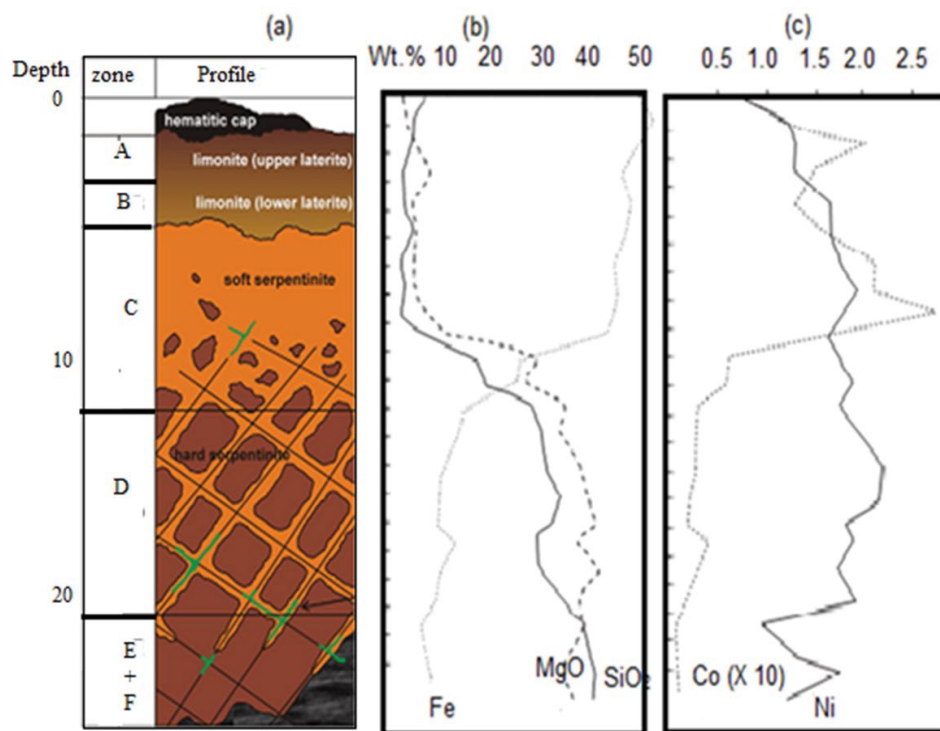 (a)
(b)
(c)
Depth
zone
Profile
Wt.% 10 20 30 40 50
0.5 1.0 1.5 2.0 2.5
0
hematitic cap
A
limonite (upper laterite)
B
limonite (lower laterite)
soft serpentinite
C
10
hard serpentinite
D
20
E
+
F
MgO
SiO2
Co (X 10)
Fe
Ni